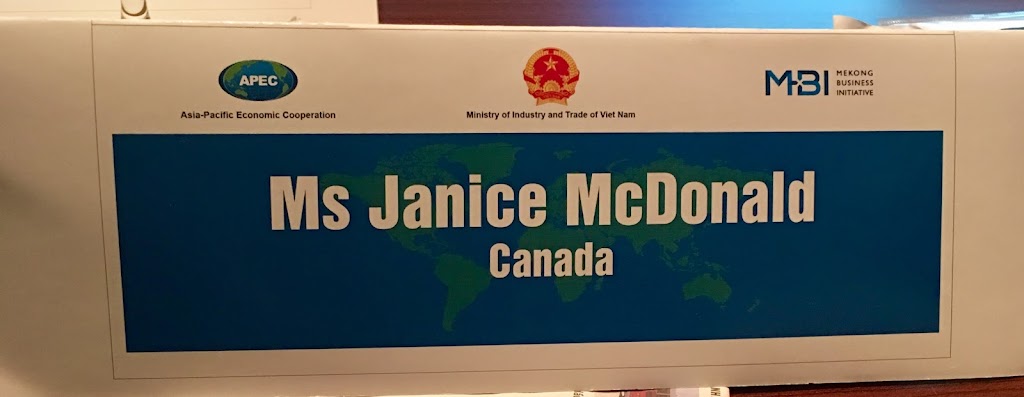 APEC
Asia-Pacific Economic Cooperation
Ministry of Industry and Trade of Viet Nam
MBI
MEKONG
BUSINESS
INITIATIVE
Ms Janice McDonald
Canada